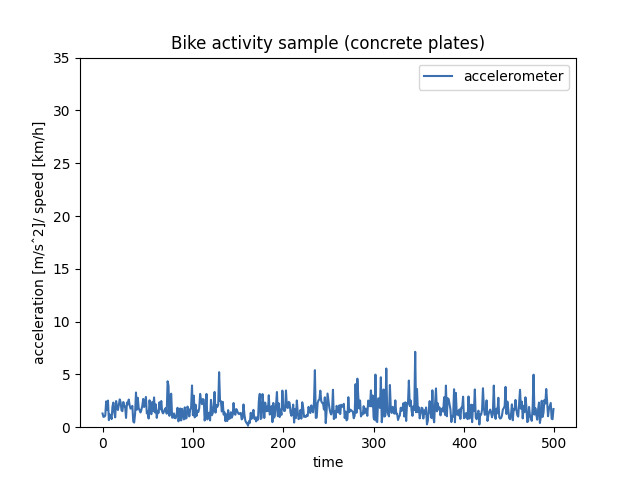 Bike activity sample (concrete plates)
accelerometer
35
30
25
20
15
10
5
0
acceleration [m/sˆ2]/ speed [km/h]
0 100 200 300 400 500
time